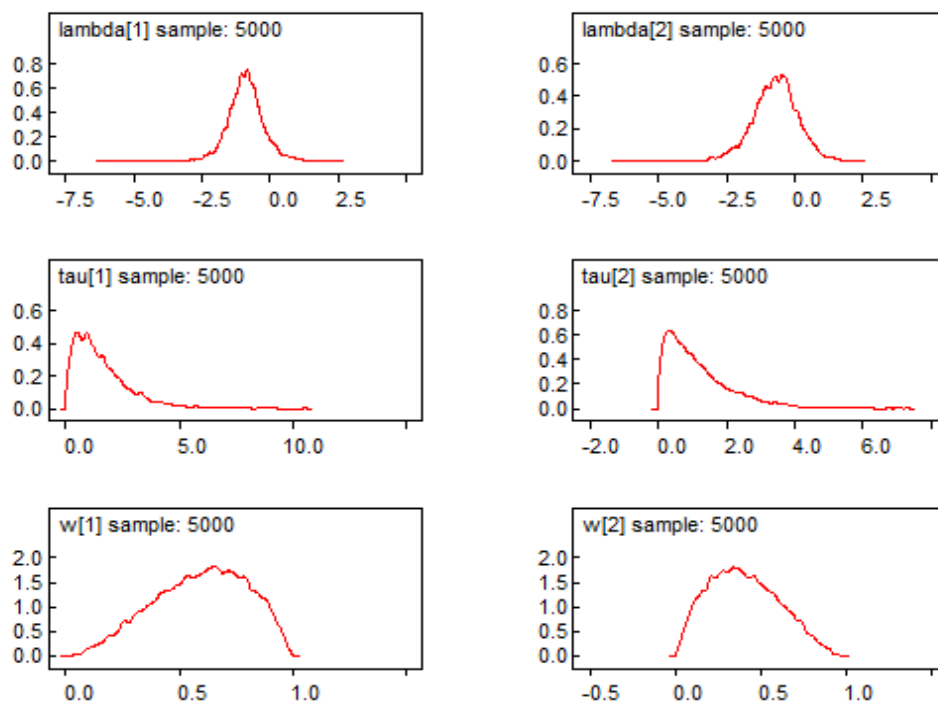 lambda[1] sample: 5000
0.8
0.6
0.4
0.2
0.0
-7.5 -5.0 -2.5 0.0 2.5
lambda[2] sample: 5000
0.6
0.4
0.2
0.0
-7.5 -5.0 -2.5 0.0 2.5
tau[1] sample: 5000
0.6
0.4
0.2
0.0
0.0 5.0 10.0
tau[2] sample: 5000
0.8
0.6
0.4
0.2
0.0
-2.0 0.0 2.0 4.0 6.0
w[1] sample: 5000
2.0
1.5
1.0
0.5
0.0
0.0 0.5 1.0
w[2] sample: 5000
2.0
1.5
1.0
0.5
0.0
-0.5 0.0 0.5 1.0